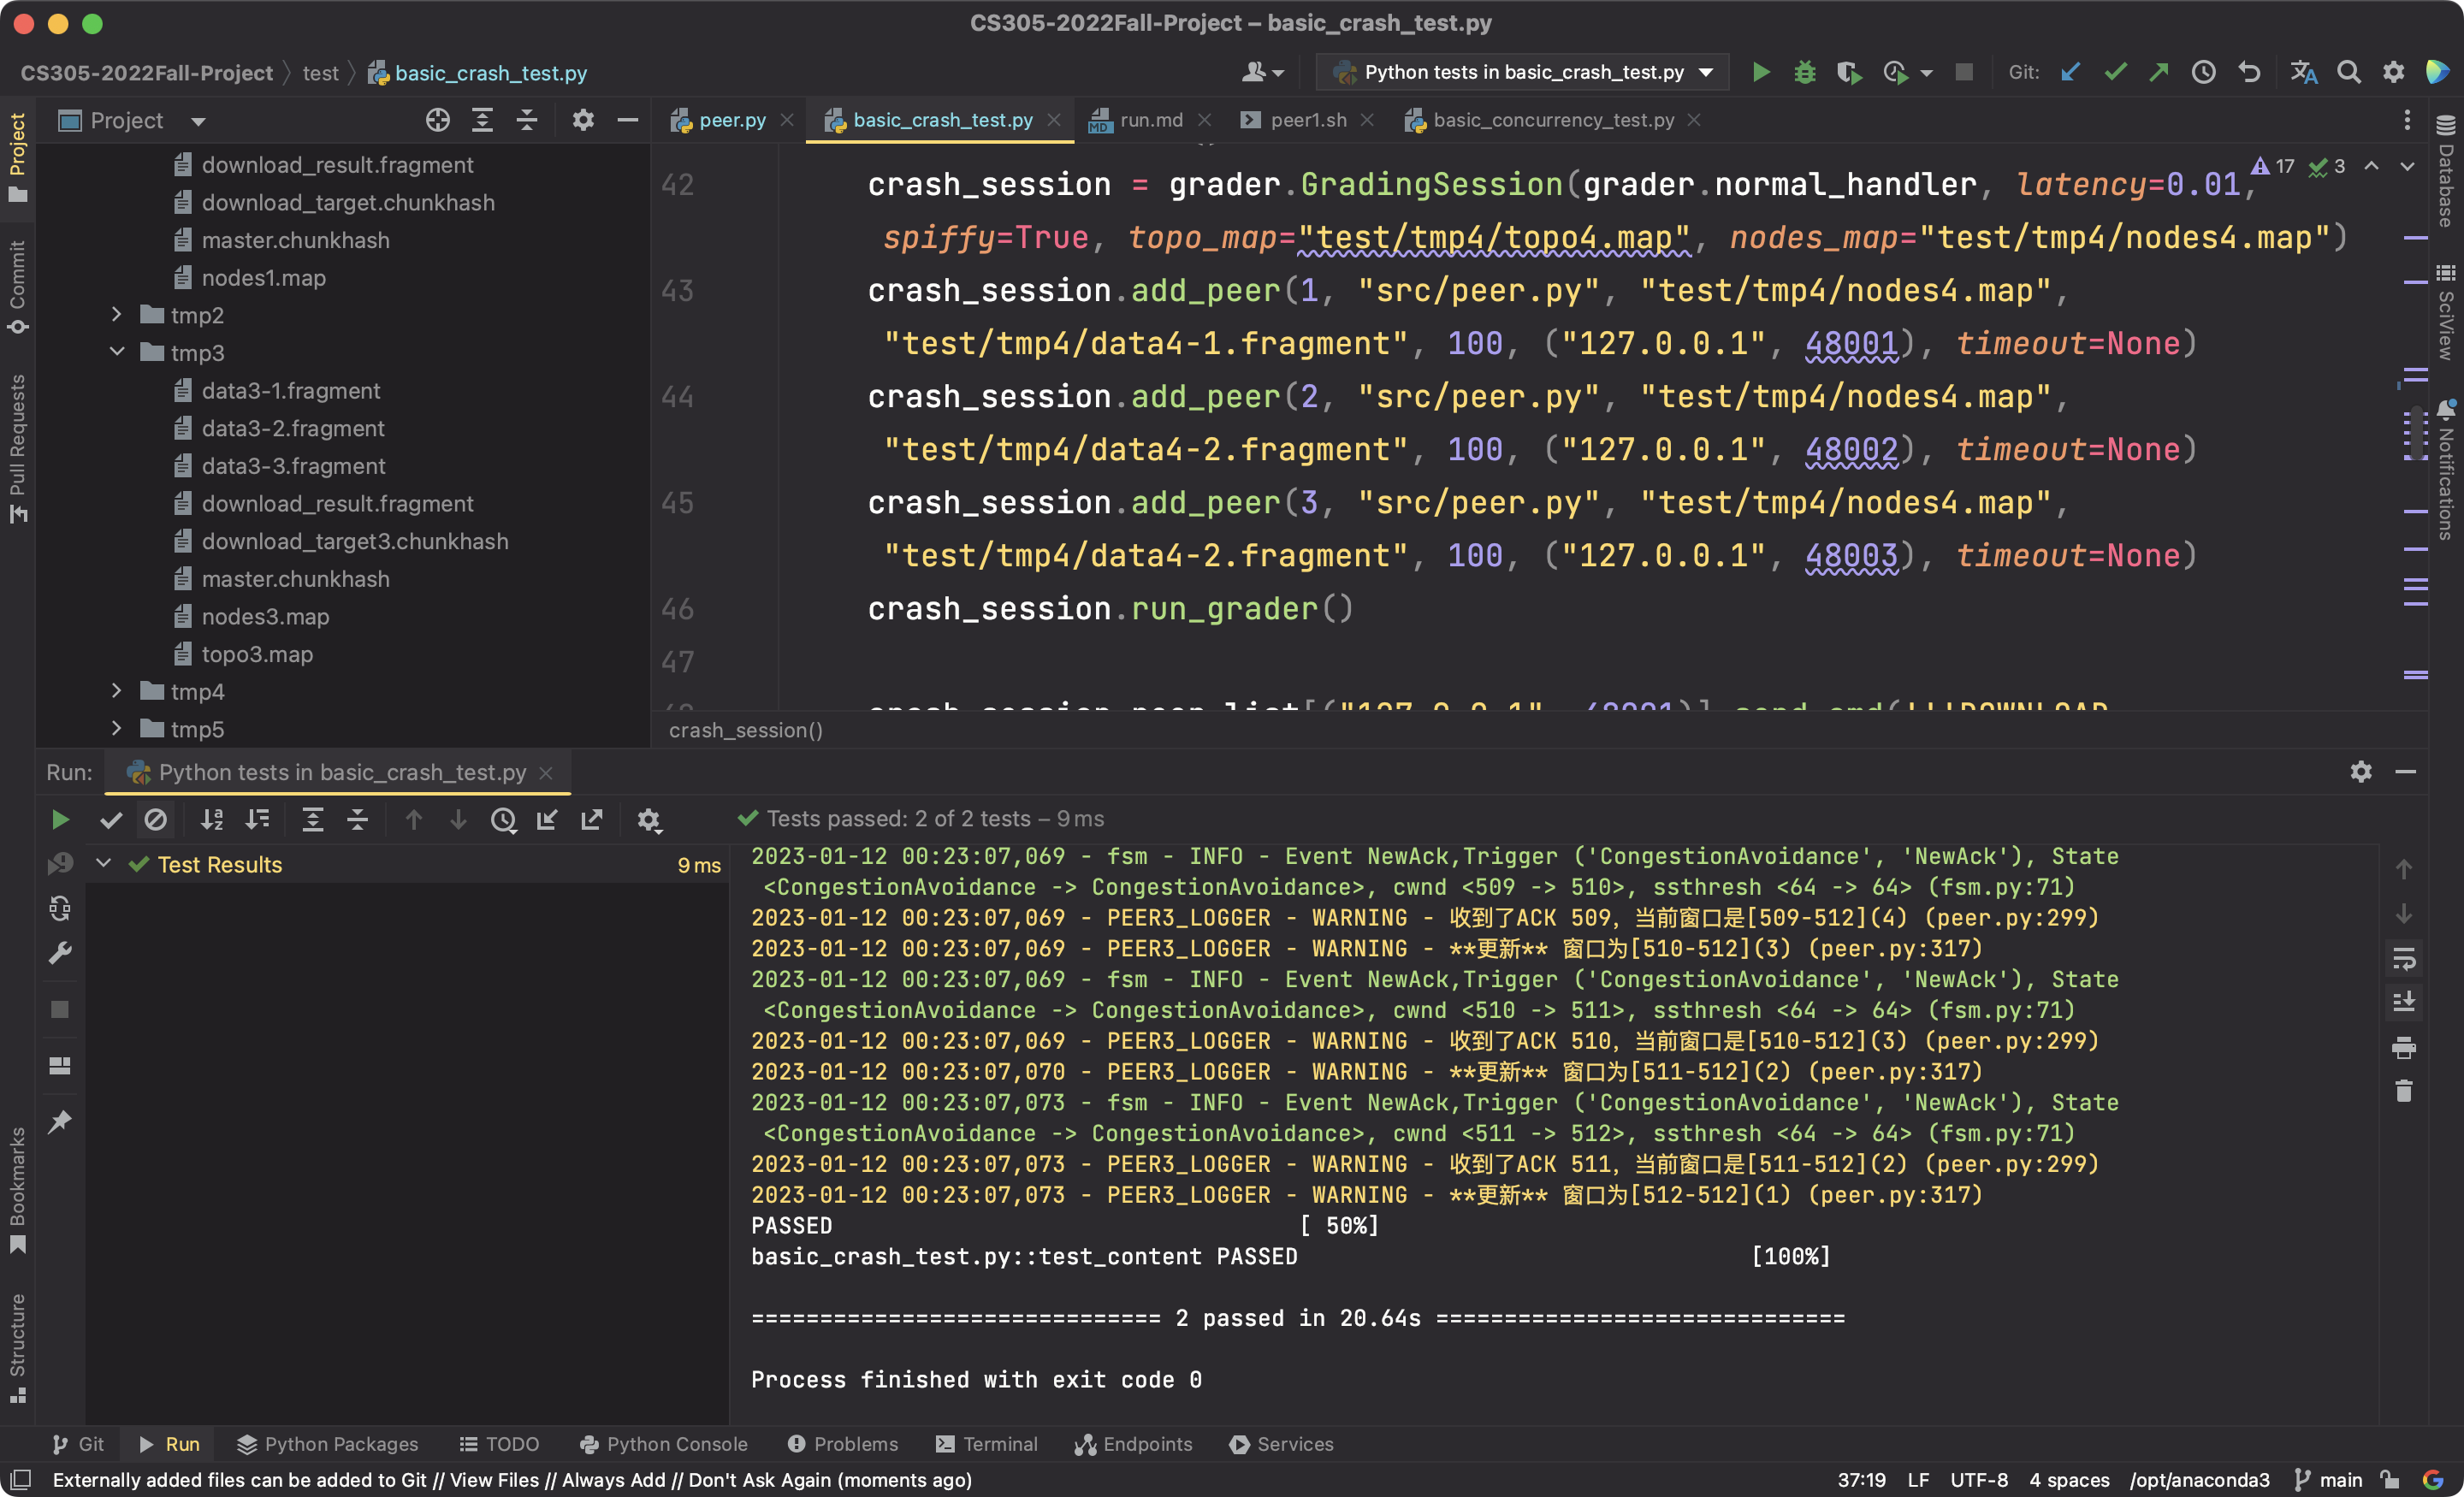 CS305-2022Fall-Project – basic_crash_test.py
CS305-2022Fall-Project
test
basic_crash_test.py
Python tests in basic_crash_test.py
Git:
Project
peer.py
basic_crash_test.py
run.md
peer1.sh
basic_concurrency_test.py
Project
Commit
Pull Requests
Bookmarks
Structure
download_result.fragment
download_target.chunkhash
master.chunkhash
nodes1.map
tmp2
tmp3
data3-1.fragment
data3-2.fragment
data3-3.fragment
download_result.fragment
download_target3.chunkhash
master.chunkhash
nodes3.map
topo3.map
tmp4
tmp5
17 3
42 crash_session = grader.GradingSession(grader.normal_handler, latency=0.01,
spiffy=True, topo_map="test/tmp4/topo4.map", nodes_map="test/tmp4/nodes4.map")
43 crash_session.add_peer(1, "src/peer.py", "test/tmp4/nodes4.map",
"test/tmp4/data4-1.fragment", 100, ("127.0.0.1", 48001), timeout=None)
44 crash_session.add_peer(2, "src/peer.py", "test/tmp4/nodes4.map",
"test/tmp4/data4-2.fragment", 100, ("127.0.0.1", 48002), timeout=None)
45 crash_session.add_peer(3, "src/peer.py", "test/tmp4/nodes4.map",
"test/tmp4/data4-2.fragment", 100, ("127.0.0.1", 48003), timeout=None)
46 crash_session.run_grader()
47
crash_session()
Database
SciView
Notifications
Run:
Python tests in basic_crash_test.py
Tests passed: 2 of 2 tests – 9 ms
Test Results
9 ms
2023-01-12 00:23:07,069 - fsm - INFO - Event NewAck,Trigger ('CongestionAvoidance', 'NewAck'), State
<CongestionAvoidance -> CongestionAvoidance>, cwnd <509 -> 510>, ssthresh <64 -> 64> (fsm.py:71)
2023-01-12 00:23:07,069 - PEER3_LOGGER - WARNING - 收到了ACK 509，当前窗口是[509-512](4) (peer.py:299)
2023-01-12 00:23:07,069 - PEER3_LOGGER - WARNING - **更新** 窗口为[510-512](3) (peer.py:317)
2023-01-12 00:23:07,069 - fsm - INFO - Event NewAck,Trigger ('CongestionAvoidance', 'NewAck'), State
<CongestionAvoidance -> CongestionAvoidance>, cwnd <510 -> 511>, ssthresh <64 -> 64> (fsm.py:71)
2023-01-12 00:23:07,069 - PEER3_LOGGER - WARNING - 收到了ACK 510，当前窗口是[510-512](3) (peer.py:299)
2023-01-12 00:23:07,070 - PEER3_LOGGER - WARNING - **更新** 窗口为[511-512](2) (peer.py:317)
2023-01-12 00:23:07,073 - fsm - INFO - Event NewAck,Trigger ('CongestionAvoidance', 'NewAck'), State
<CongestionAvoidance -> CongestionAvoidance>, cwnd <511 -> 512>, ssthresh <64 -> 64> (fsm.py:71)
2023-01-12 00:23:07,073 - PEER3_LOGGER - WARNING - 收到了ACK 511，当前窗口是[511-512](2) (peer.py:299)
2023-01-12 00:23:07,073 - PEER3_LOGGER - WARNING - **更新** 窗口为[512-512](1) (peer.py:317)
PASSED [ 50%]
basic_crash_test.py::test_content PASSED [100%]
============================== 2 passed in 20.64s ==============================
Process finished with exit code 0
Git
Run
Python Packages
TODO
Python Console
Problems
Terminal
Endpoints
Services
Externally added files can be added to Git // View Files // Always Add // Don't Ask Again (moments ago)
37:19 LF UTF-8 4 spaces /opt/anaconda3 main